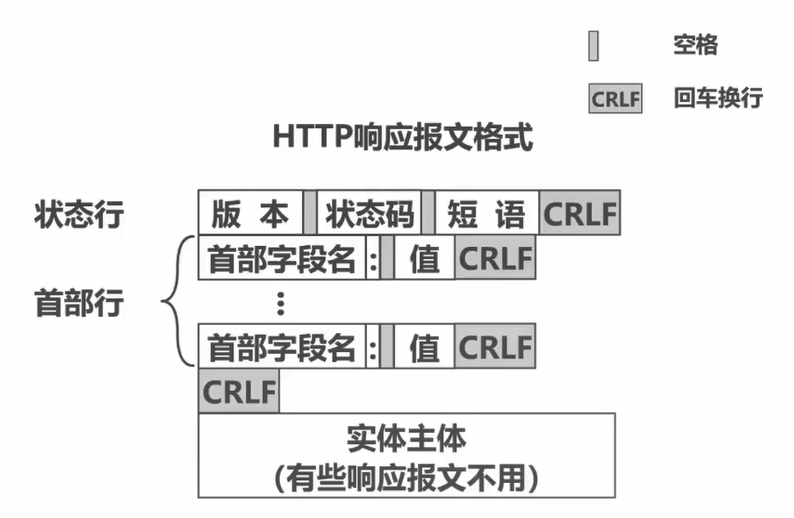 空格
CRLF 回车换行
HTTP响应报文格式
状态行 版 本 状态码 短 语 CRLF
首部字段名 : 值 CRLF
首部行 ⋮
首部字段名 : 值 CRLF
CRLF
实体主体
(有些响应报文不用)